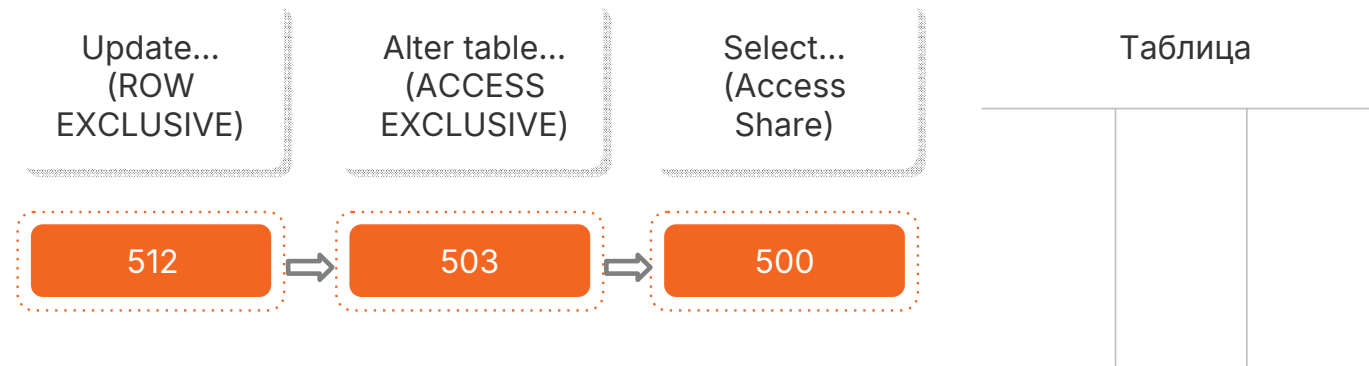 Update...
(ROW
EXCLUSIVE)
Alter table...
(ACCESS
EXCLUSIVE)
Select...
(Access
Share)
Таблица
512
503
500